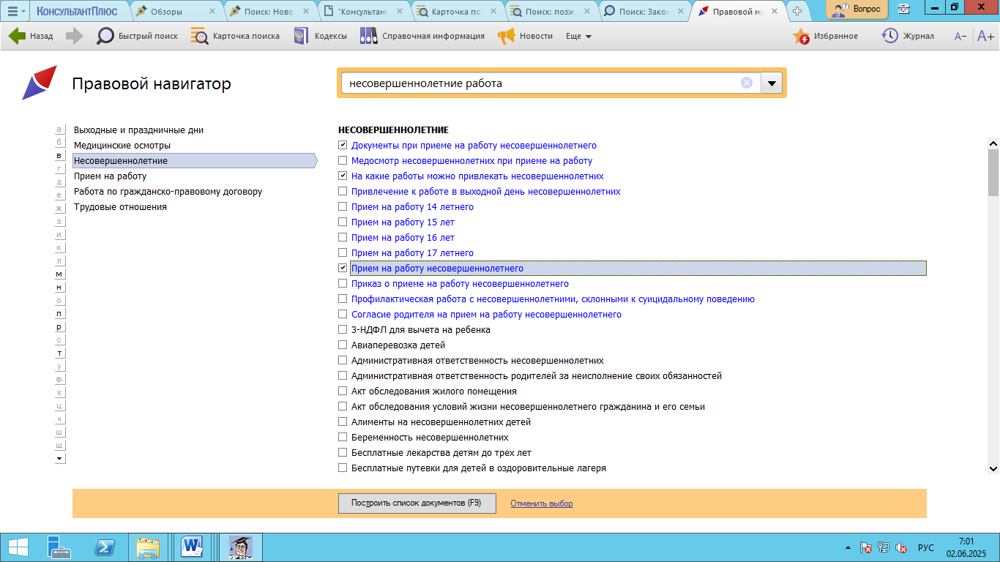 КонсультантПлюс
Обзоры
Поиск: Ново
"Консультант
Карточка по
Поиск: позж
Поиск: Закон
Правовой на
Вопрос
Назад
Быстрый поиск
Карточка поиска
Кодексы
Справочная информация
Новости
Еще
Избранное
Журнал
А−
А+
Правовой навигатор
несовершеннолетние работа
а
б
в
г
д
е
ж
з
и
к
л
м
н
о
п
р
с
т
у
ф
х
ц
ч
ш
щ
Выходные и праздничные дни
Медицинские осмотры
Несовершеннолетние
Прием на работу
Работа по гражданско-правовому договору
Трудовые отношения
НЕСОВЕРШЕННОЛЕТНИЕ
Документы при приеме на работу несовершеннолетнего
Медосмотр несовершеннолетних при приеме на работу
На какие работы можно привлекать несовершеннолетних
Привлечение к работе в выходной день несовершеннолетних
Прием на работу 14 летнего
Прием на работу 15 лет
Прием на работу 16 лет
Прием на работу 17 летнего
Прием на работу несовершеннолетнего
Приказ о приеме на работу несовершеннолетнего
Профилактическая работа с несовершеннолетними, склонными к суицидальному поведению
Согласие родителя на прием на работу несовершеннолетнего
3-НДФЛ для вычета на ребенка
Авиаперевозка детей
Административная ответственность несовершеннолетних
Административная ответственность родителей за неисполнение своих обязанностей
Акт обследования жилого помещения
Акт обследования условий жизни несовершеннолетнего гражданина и его семьи
Алименты на несовершеннолетних детей
Беременность несовершеннолетних
Бесплатные лекарства детям до трех лет
Бесплатные путевки для детей в оздоровительные лагеря
Построить список документов (F9)
Отменить выбор
РУС
7:01
02.06.2025